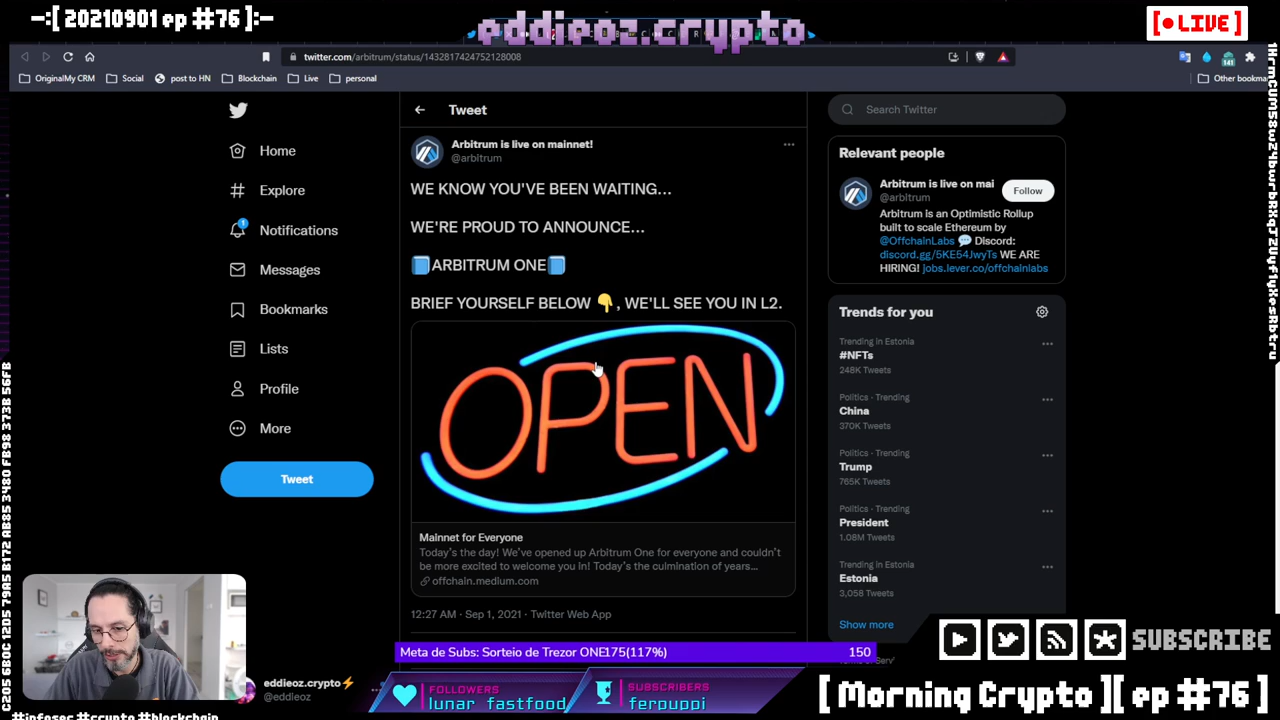 -:[ 20210901 ep #76 ]:-
eddieoz.crypto
[● LIVE]
twitter.com/arbitrum/status/1432817424752128008
141
OriginalMy CRM
Social
post to HN
Blockchain
Live
personal
Other bookma
Home
Explore
1
Notifications
Messages
Bookmarks
Lists
Profile
More
Tweet
eddieoz.crypto⚡
@eddieoz
Tweet
Arbitrum is live on mainnet!
@arbitrum
WE KNOW YOU'VE BEEN WAITING...
WE'RE PROUD TO ANNOUNCE...
📘ARBITRUM ONE📘
BRIEF YOURSELF BELOW 👇, WE'LL SEE YOU IN L2.
OPEN
Mainnet for Everyone
Today's the day! We've opened up Arbitrum One for everyone and couldn't
be more excited to welcome you in! Today's the culmination of years...
offchain.medium.com
12:27 AM · Sep 1, 2021 · Twitter Web App
Search Twitter
Relevant people
Arbitrum is live on mai
@arbitrum
Follow
Arbitrum is an Optimistic Rollup
built to scale Ethereum by
@OffchainLabs 💬 Discord:
discord.gg/5KE54JwyTs WE ARE
HIRING! jobs.lever.co/offchainlabs
Trends for you
Trending in Estonia
#NFTs
248K Tweets
Politics · Trending
China
370K Tweets
Politics · Trending
Trump
765K Tweets
Politics · Trending
President
1.08M Tweets
Trending in Estonia
Estonia
3,058 Tweets
Show more
SUBSCRIBE
Meta de Subs: Sorteio de Trezor ONE175(117%)
150
FOLLOWERS
lunar_fastfood
SUBSCRIBERS
ferpuppi
[ Morning Crypto ][ ep #76 ]
#infosec #crypto #blockchain